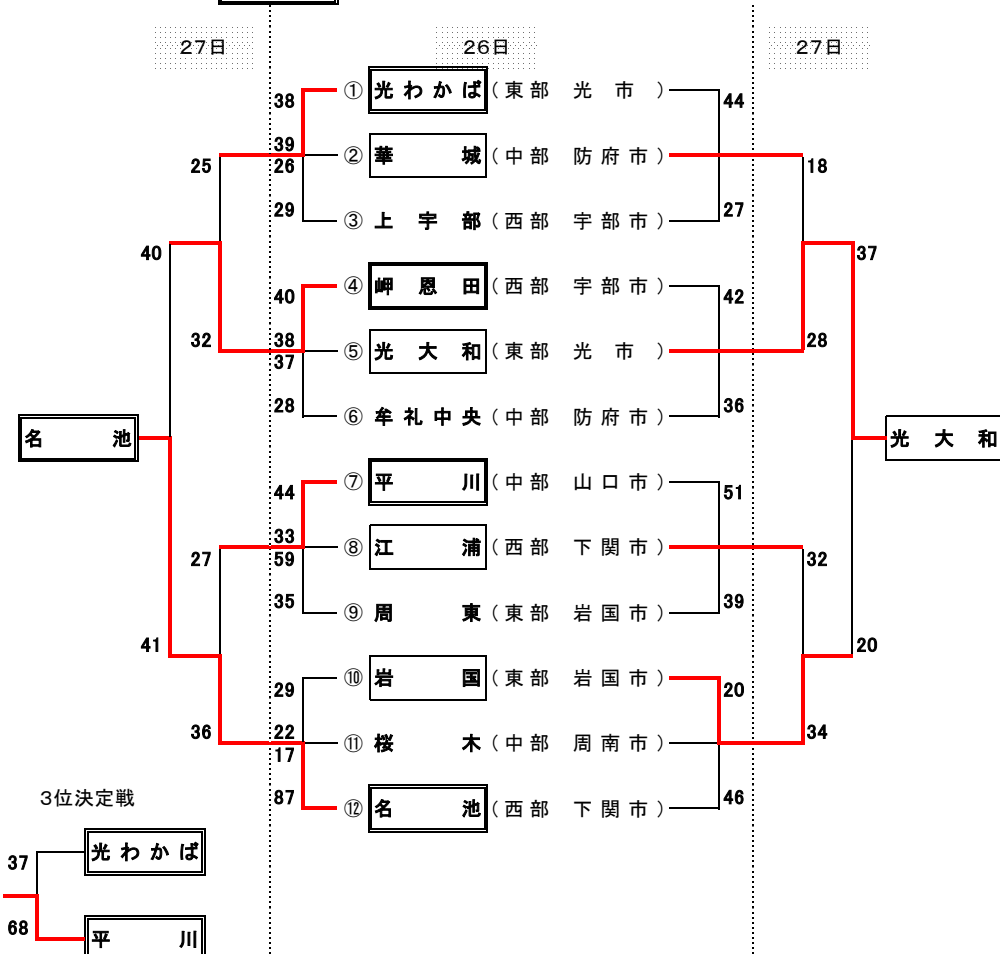 27日 26日 27日
38 ① 光わかば (東部 光市) 44
39
25 ② 華城 (中部 防府市) 18
26
29 ③ 上宇部 (西部 宇部市) 27
40 37
40 ④ 岬恩田 (西部 宇部市) 42
38
32 ⑤ 光大和 (東部 光市) 28
37
28 ⑥ 牟礼中央 (中部 防府市) 36
名池 光大和
44 ⑦ 平川 (中部 山口市) 51
33
27 ⑧ 江浦 (西部 下関市) 32
59
35 ⑨ 周東 (東部 岩国市) 39
41 20
29 ⑩ 岩国 (東部 岩国市) 20
22
36 ⑪ 桜木 (中部 周南市) 34
17
87 ⑫ 名池 (西部 下関市) 46
3位決定戦
光わかば
37
68
平川